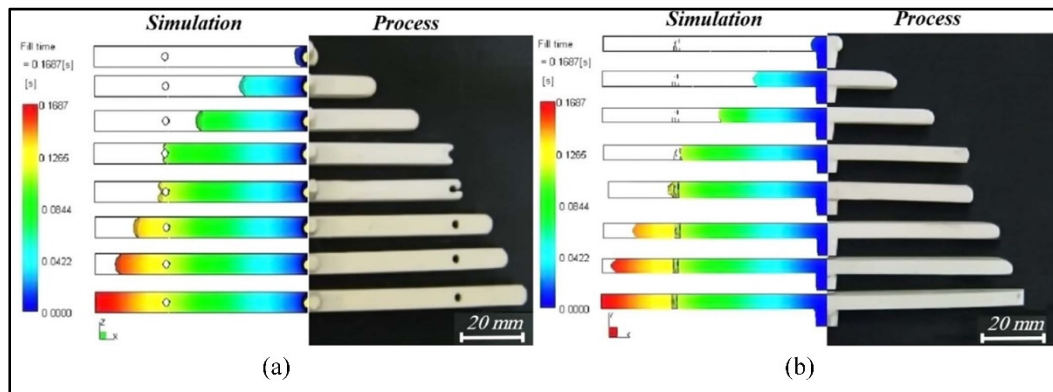 Simulation
Process
Fill time
= 0.1687[s]
[s]
0.1687
0.1265
0.0844
0.0422
0.0000
Z
X
20 mm
(a)
Simulation
Process
Fill time
= 0.1687[s]
[s]
0.1687
0.1265
0.0844
0.0422
0.0000
Y
20 mm
(b)